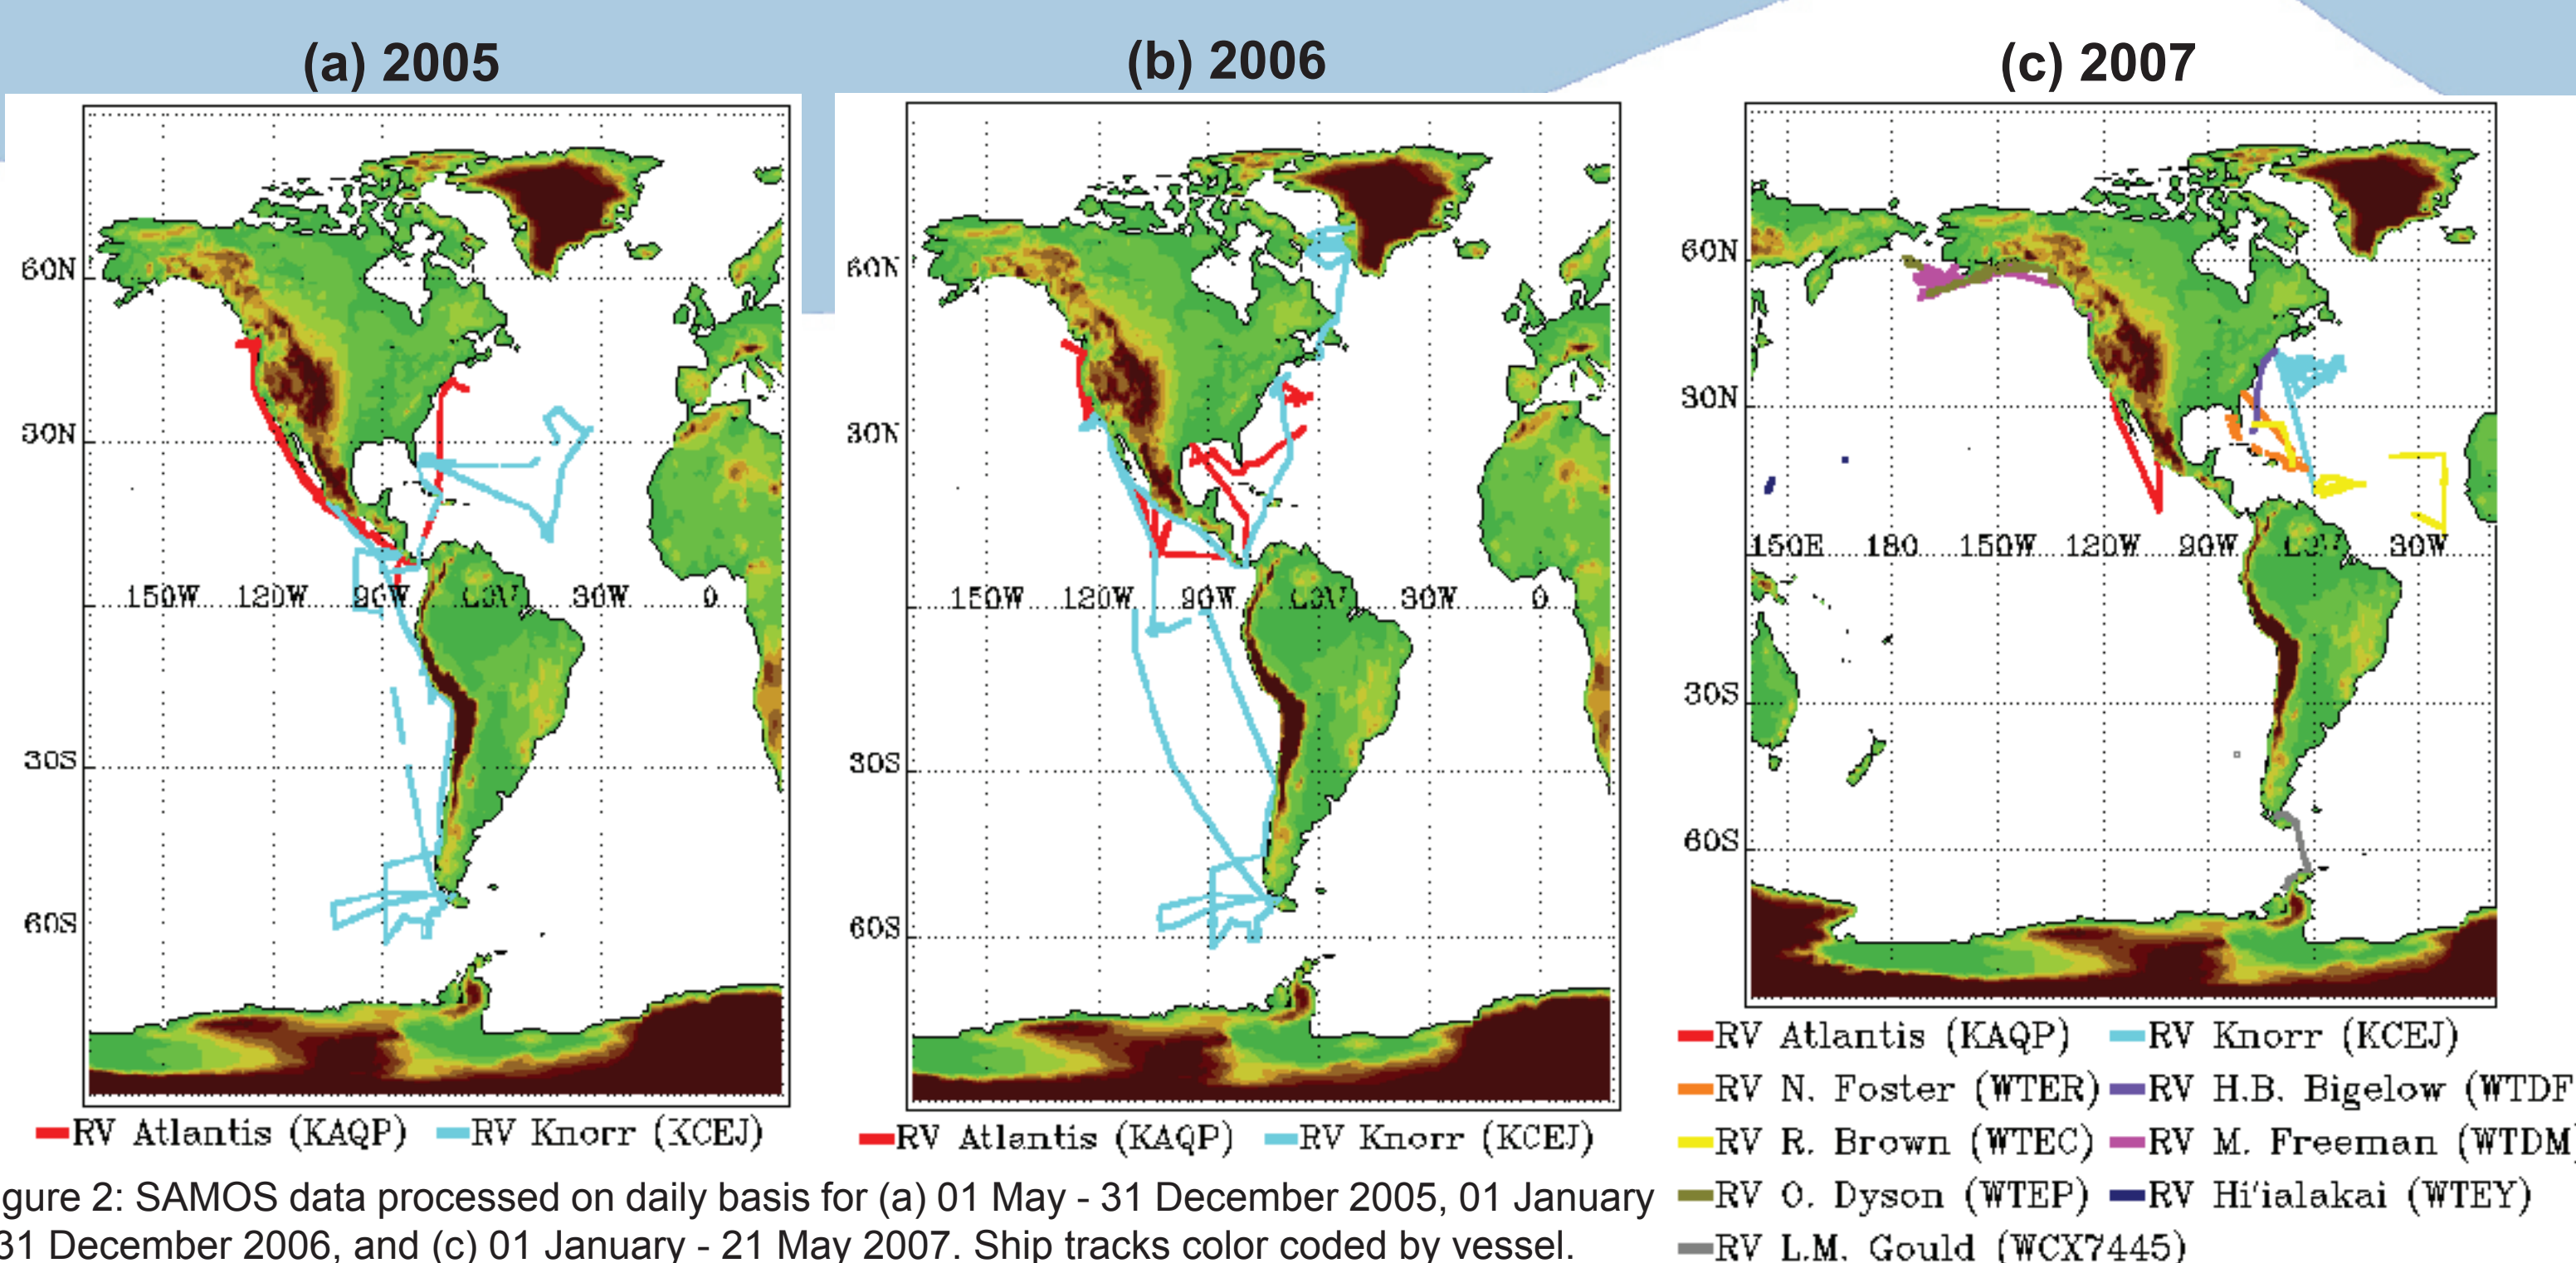 (a) 2005
(b) 2006
(c) 2007
60N
30N
150W 120W 90W 60W 30W 0
30S
60S
60N
30N
150W 120W 90W 60W 30W 0
30S
60S
60N
30N
150E 180 150W 120W 90W 60W 30W
30S
60S
RV Atlantis (KAQP) RV Knorr (KCEJ)
RV Atlantis (KAQP) RV Knorr (KCEJ)
RV Atlantis (KAQP) RV Knorr (KCEJ)
RV N. Foster (WTER) RV H.B. Bigelow (WTDF
RV R. Brown (WTEC) RV M. Freeman (WTDM)
RV O. Dyson (WTEP) RV Hi'ialakai (WTEY)
RV L.M. Gould (WCX7445)
gure 2: SAMOS data processed on daily basis for (a) 01 May - 31 December 2005, 01 January
31 December 2006, and (c) 01 January - 21 May 2007. Ship tracks color coded by vessel.